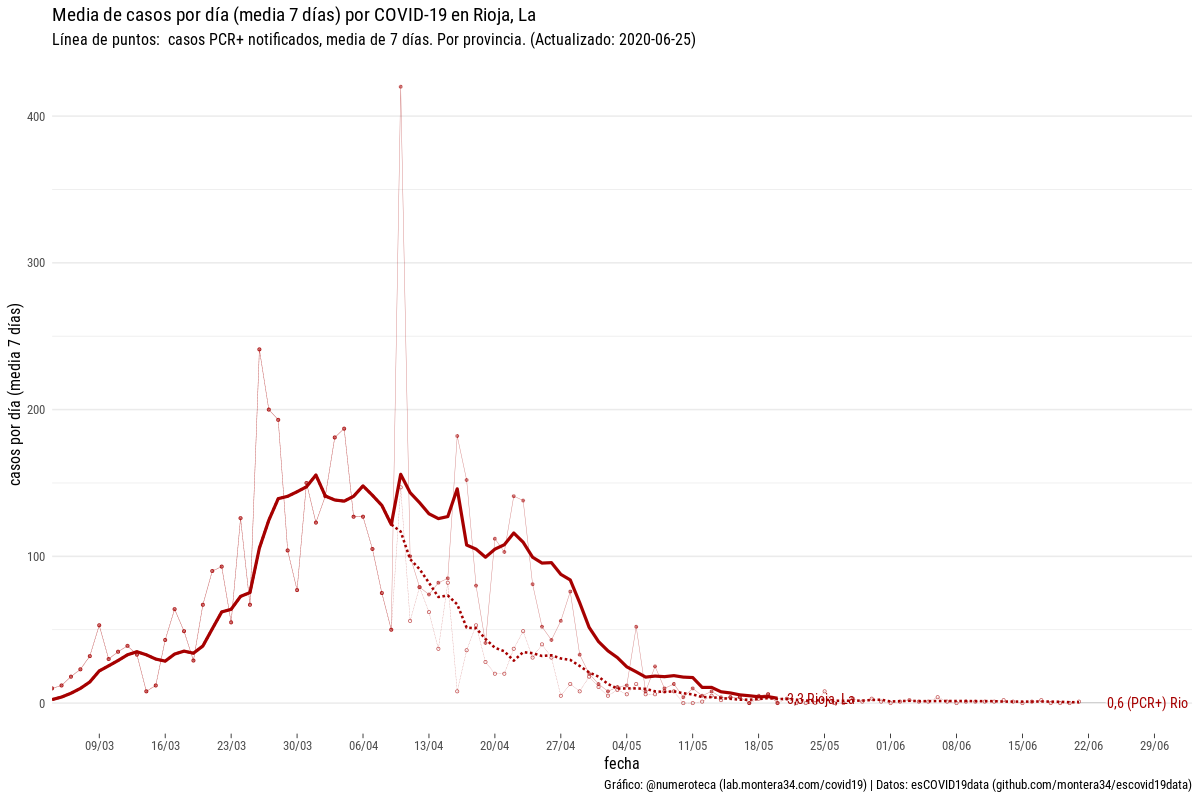 Media de casos por día (media 7 días) por COVID-19 en Rioja, La
Línea de puntos:  casos PCR+ notificados, media de 7 días. Por provincia. (Actualizado: 2020-06-25)
casos por día (media 7 días)
400
300
200
100
0
3,3 Rioja, La
0,6 (PCR+) Rio
09/03 16/03 23/03 30/03 06/04 13/04 20/04 27/04 04/05 11/05 18/05 25/05 01/06 08/06 15/06 22/06 29/06
fecha
Gráfico: @numeroteca (lab.montera34.com/covid19) | Datos: esCOVID19data (github.com/montera34/escovid19data)